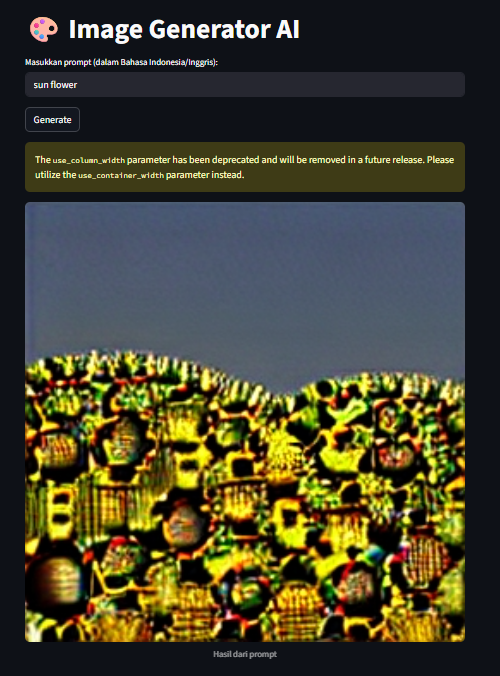 Image Generator AI
Masukkan prompt (dalam Bahasa Indonesia/Inggris):
sun flower
Generate
The use_column_width parameter has been deprecated and will be removed in a future release. Please
utilize the use_container_width parameter instead.
Hasil dari prompt